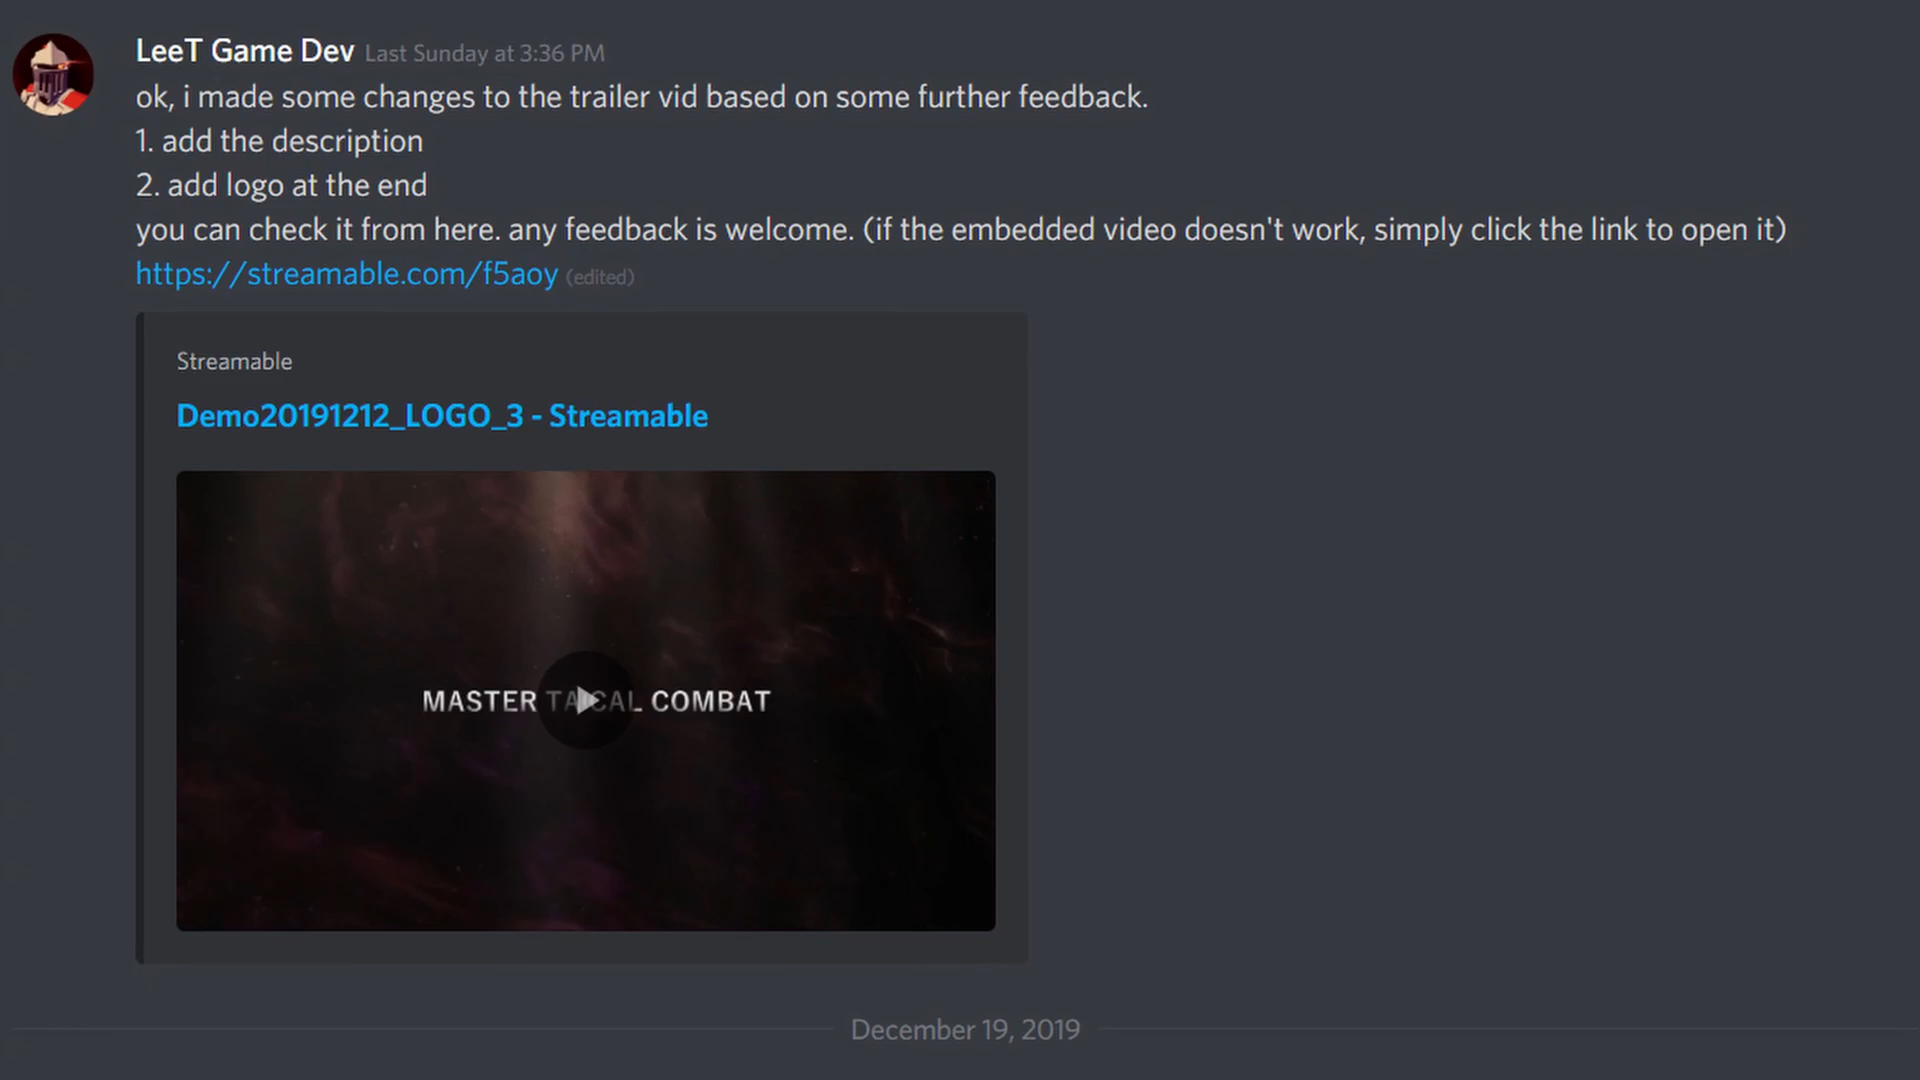 LeeT Game Dev Last Sunday at 3:36 PM
ok, i made some changes to the trailer vid based on some further feedback.
1. add the description
2. add logo at the end
you can check it from here. any feedback is welcome. (if the embedded video doesn't work, simply click the link to open it)
https://streamable.com/f5aoy (edited)
Streamable
Demo20191212_LOGO_3 - Streamable
MASTER COMBAT
December 19, 2019